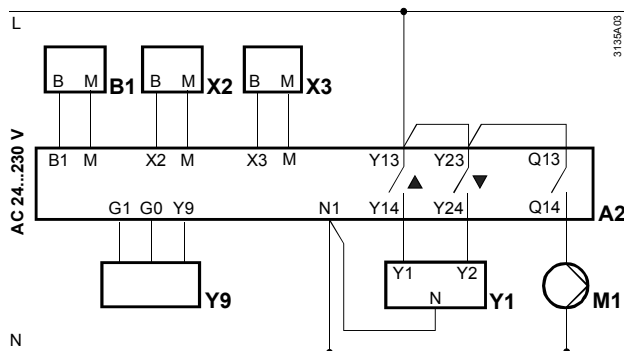 L
3135A03
B M B1 B M X2 B M X3
AC 24...230 V
B1 M X2 M X3 M Y13 Y23 Q13
▲ ▼
G1 G0 Y9 N1 Y14 Y24 Q14 A2
Y9
Y1 Y2
N
Y1
M1
N